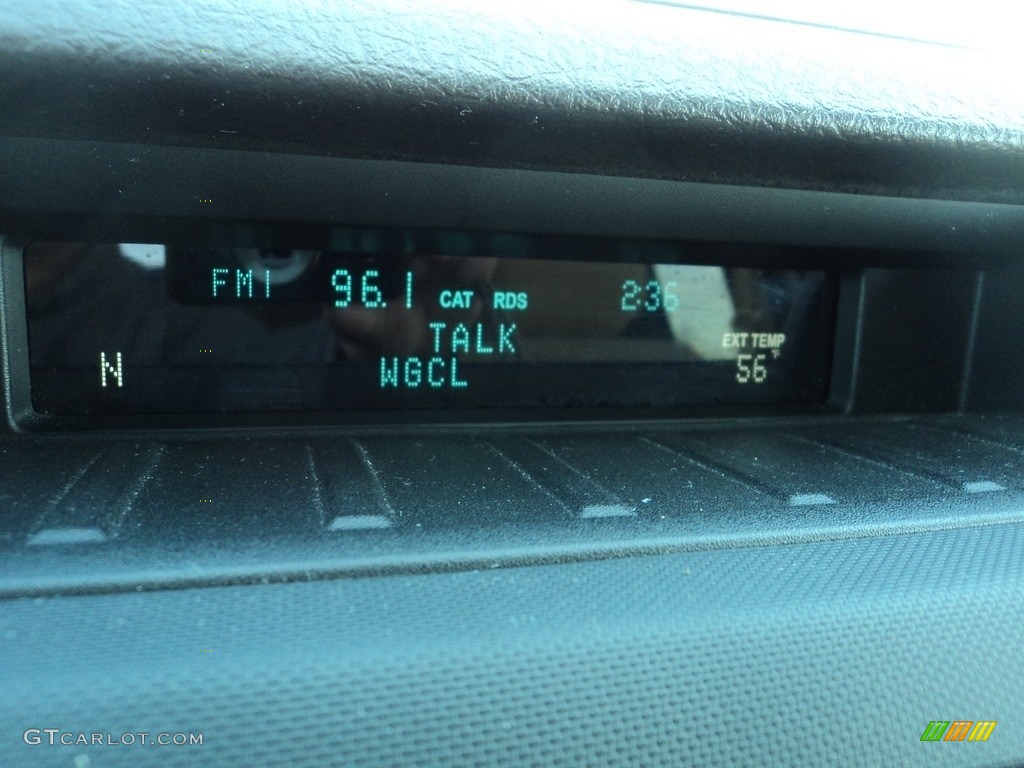 FM1 96.1 CAT RDS 2:36
TALK
EXT TEMP
N WGCL 56°F
GTCARLOT.COM